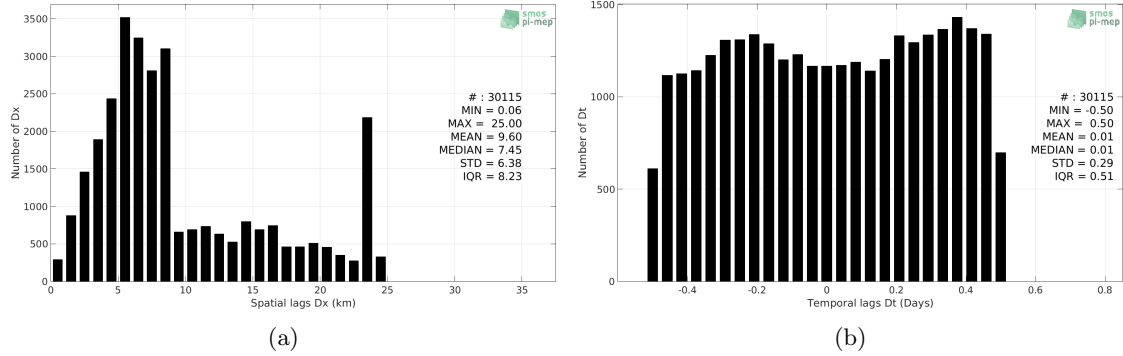 3500
3000
2500
2000
1500
1000
500
0
Number of Dx
smos
pi-mep
# : 30115
MIN = 0.06
MAX = 25.00
MEAN = 9.60
MEDIAN = 7.45
STD = 6.38
IQR = 8.23
0 5 10 15 20 25 30 35
Spatial lags Dx (km)
(a)
1500
1000
500
0
Number of Dt
smos
pi-mep
# : 30115
MIN = -0.50
MAX = 0.50
MEAN = 0.01
MEDIAN = 0.01
STD = 0.29
IQR = 0.51
-0.4 -0.2 0 0.2 0.4 0.6 0.8
Temporal lags Dt (Days)
(b)